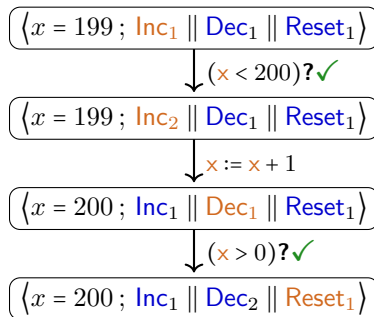 ⟨x = 199 ; Inc₁ || Dec₁ || Reset₁⟩
(x < 200)?✓
⟨x = 199 ; Inc₂ || Dec₁ || Reset₁⟩
x := x + 1
⟨x = 200 ; Inc₁ || Dec₁ || Reset₁⟩
(x > 0)?✓
⟨x = 200 ; Inc₁ || Dec₂ || Reset₁⟩